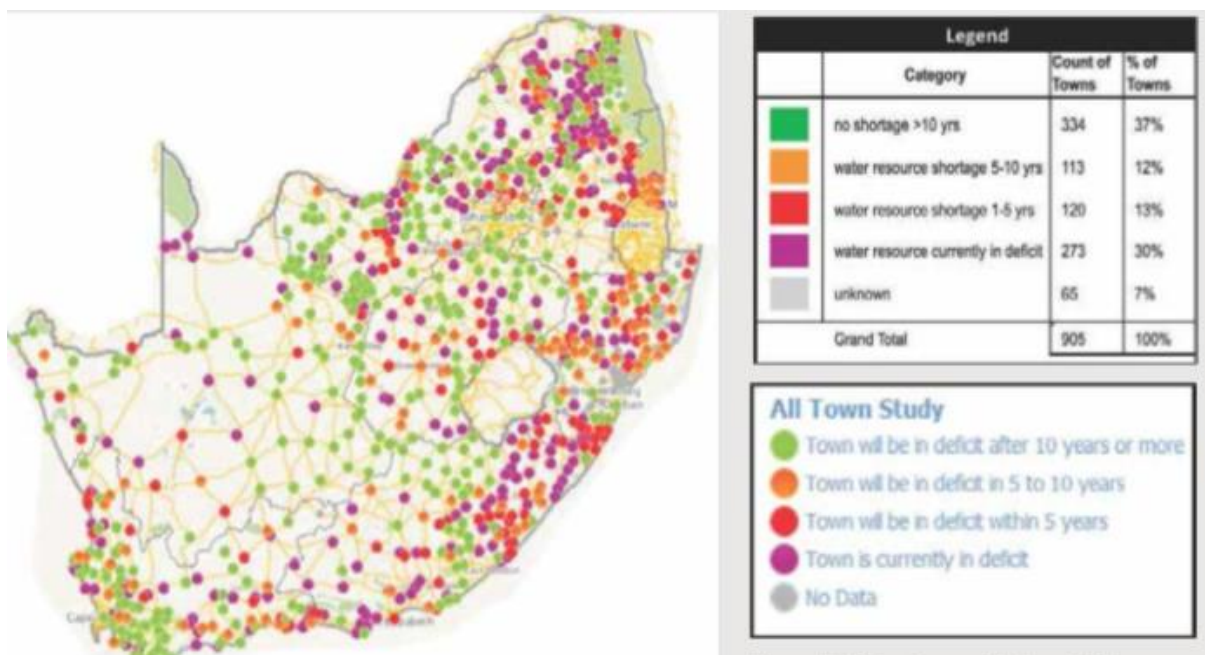 Legend
Category
Count of
Towns
% of
Towns
no shortage >10 yrs 334 37%
water resource shortage 5-10 yrs 113 12%
water resource shortage 1-5 yrs 120 13%
water resource currently in deficit 273 30%
unknown 65 7%
Grand Total 905 100%
All Town Study
Town will be in deficit after 10 years or more
Town will be in deficit in 5 to 10 years
Town will be in deficit within 5 years
Town is currently in deficit
No Data